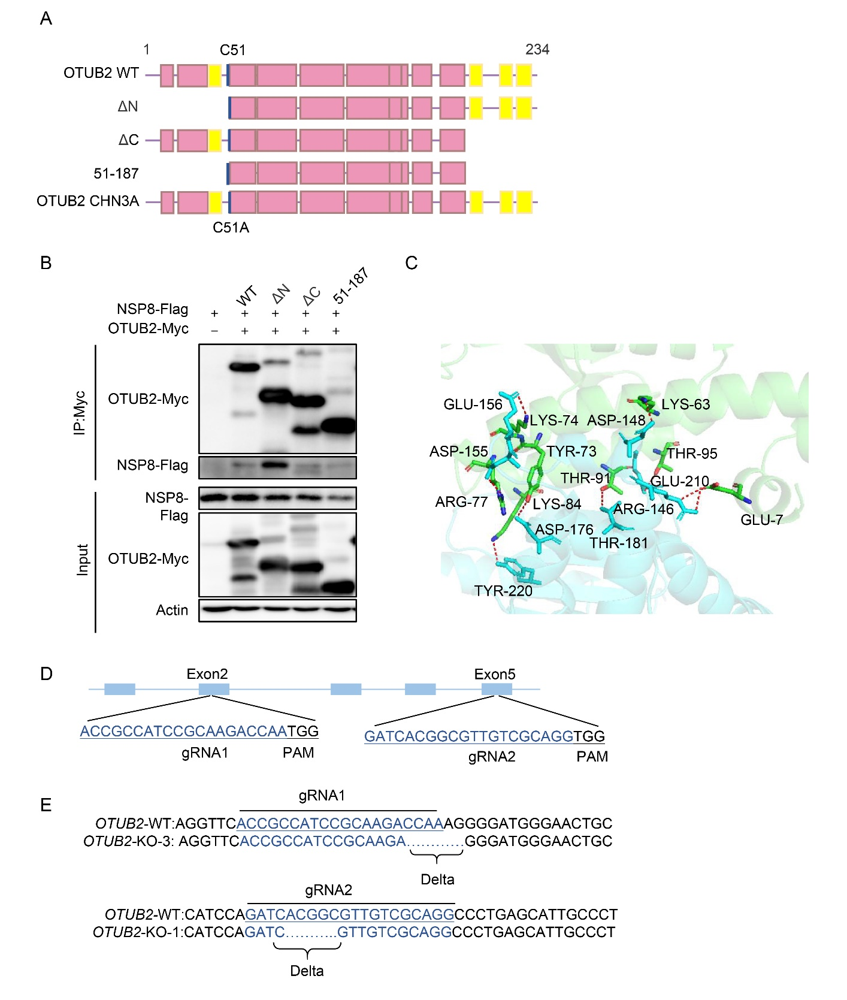 A
1 C51 234
OTUB2 WT
ΔN
ΔC
51-187
OTUB2 CHN3A
C51A
B
WT ΔN ΔC 51-187
NSP8-Flag + + + + +
OTUB2-Myc – + + + +
IP:Myc
OTUB2-Myc
NSP8-Flag
Input
NSP8-
Flag
OTUB2-Myc
Actin
C
GLU-156
LYS-74
ASP-148
LYS-63
ASP-155
TYR-73
THR-95
THR-91
GLU-210
ARG-77
LYS-84
ARG-146
GLU-7
ASP-176
THR-181
TYR-220
D
Exon2 Exon5
ACCGCCATCCGCAAGACCAATGG
GATCACGGCGTTGTCGCAGGTGG
gRNA1 PAM
gRNA2 PAM
E
gRNA1
OTUB2-WT:AGGTTCACCGCCATCCGCAAGACCAAAGGGGATGGGAACTGC
OTUB2-KO-3: AGGTTCACCGCCATCCGCAAGA............GGGATGGGAACTGC
Delta
gRNA2
OTUB2-WT:CATCCAGATCACGGCGTTGTCGCAGGCCCTGAGCATTGCCCT
OTUB2-KO-1:CATCCAGATC...........GTTGTCGCAGGCCCTGAGCATTGCCCT
Delta